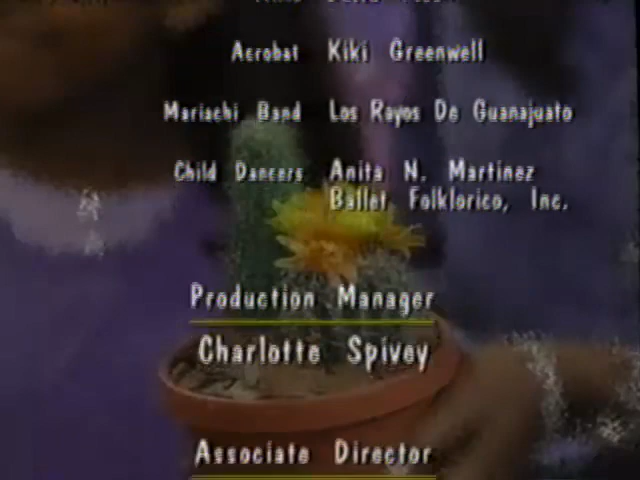 Acrobat Kiki Greenwell
Mariachi Band Los Rayos De Guanajuato
Child Dancers Anita N. Martinez
Ballet Folklorico, Inc.
Production Manager
Charlotte Spivey
Associate Director